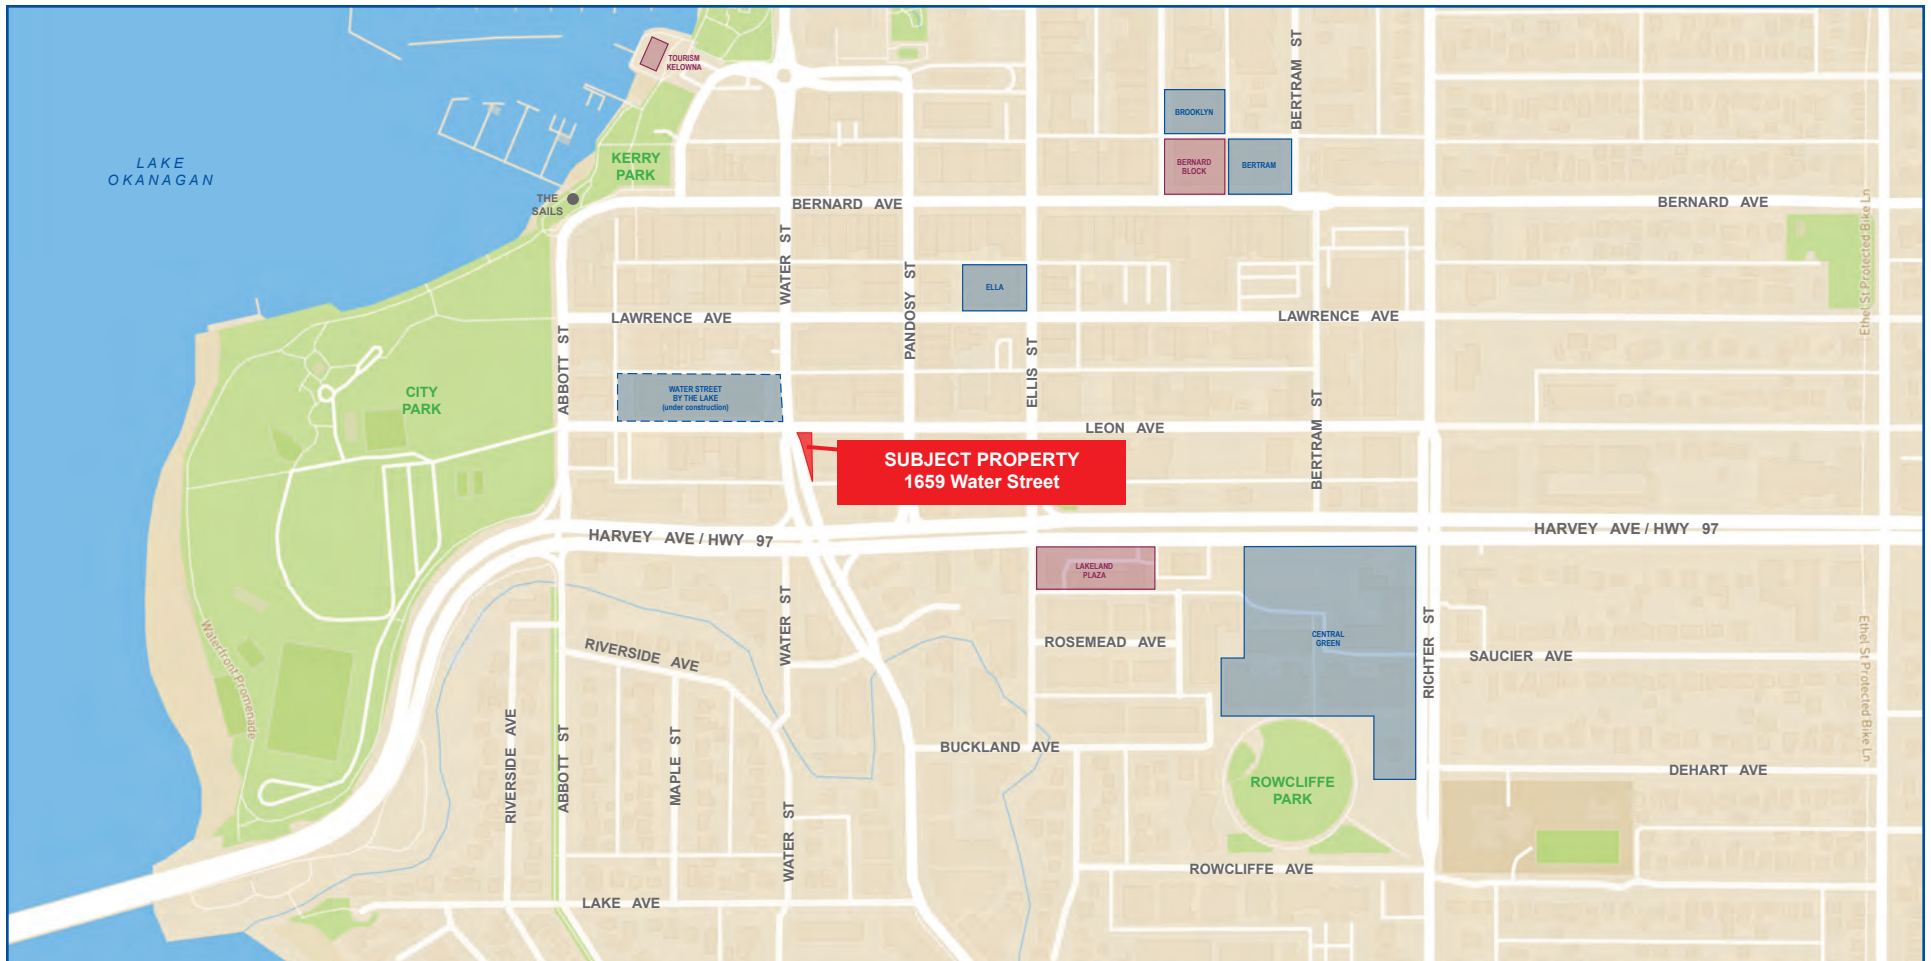 TOURISM
KELOWNA
BERTRAM ST
BROOKLYN
LAKE
OKANAGAN
KERRY
PARK
BERNARD
BLOCK
BERTRAM
THE
SAILS
BERNARD AVE
BERNARD AVE
WATER ST
PANDOSY ST
ELLA
Ethel St Protected Bike Ln
LAWRENCE AVE
LAWRENCE AVE
ABBOTT ST
ELLIS ST
CITY
PARK
WATER STREET
BY THE LAKE
(under construction)
BERTRAM ST
LEON AVE
SUBJECT PROPERTY
1659 Water Street
HARVEY AVE / HWY 97
HARVEY AVE / HWY 97
LAKELAND
PLAZA
WATER ST
RIVERSIDE AVE
ROSEMEAD AVE
CENTRAL
GREEN
RICHTER ST
SAUCIER AVE
Waterfront Promenade
Ethel St Protected Bike Ln
RIVERSIDE AVE
ABBOTT ST
MAPLE ST
BUCKLAND AVE
DEHART AVE
ROWCLIFFE
PARK
WATER ST
ROWCLIFFE AVE
LAKE AVE